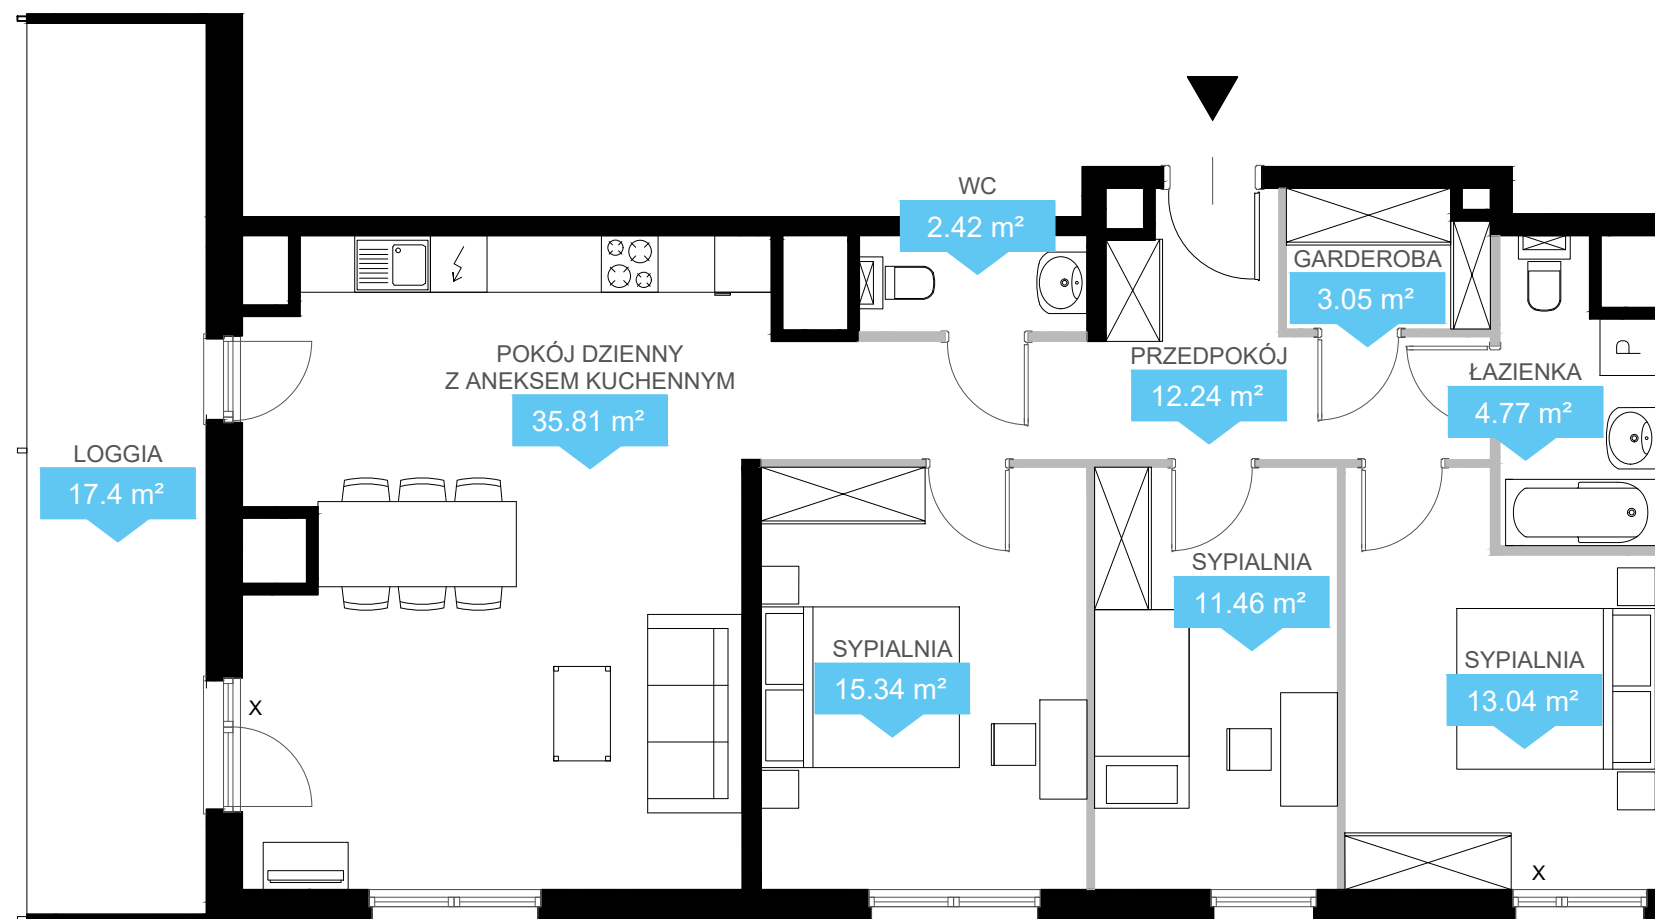 WC
2.42 m²
GARDEROBA
3.05 m²
POKÓJ DZIENNY
Z ANEKSEM KUCHENNYM
35.81 m²
PRZEDPOKÓJ
12.24 m²
P
ŁAZIENKA
4.77 m²
LOGGIA
17.4 m²
SYPIALNIA
11.46 m²
SYPIALNIA
15.34 m²
SYPIALNIA
13.04 m²
X
X